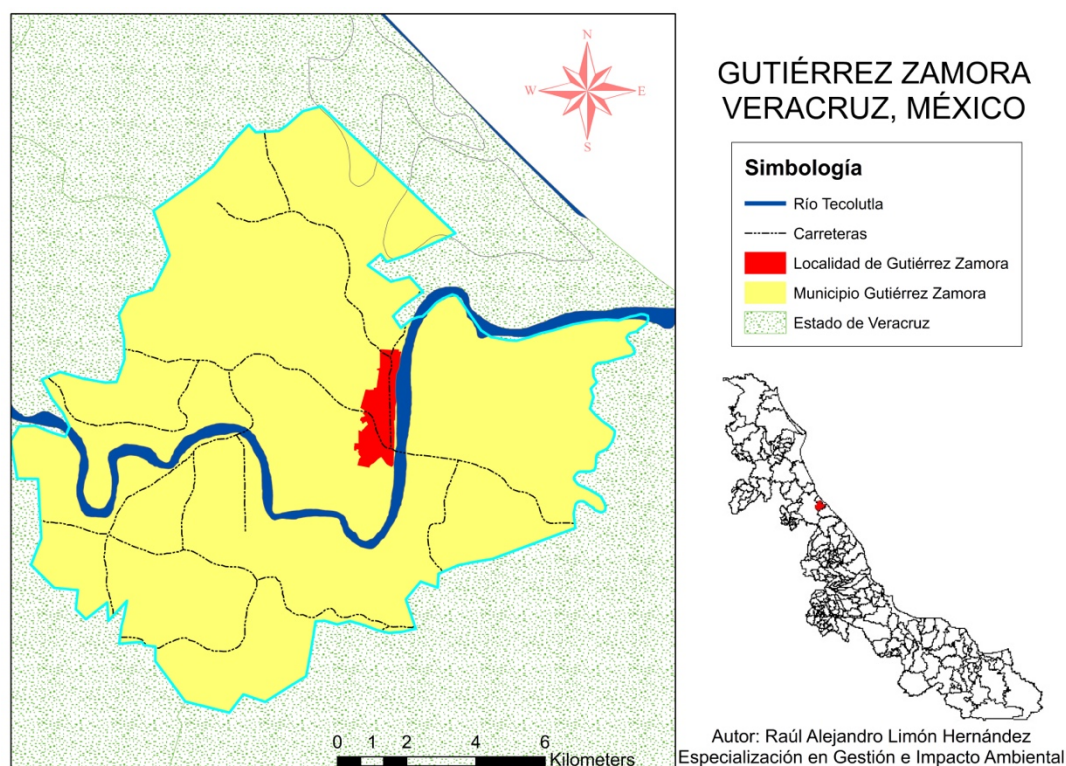 GUTIÉRREZ ZAMORA
VERACRUZ, MÉXICO
N
W
E
S
Simbología
Río Tecolutla
Carreteras
Localidad de Gutiérrez Zamora
Municipio Gutiérrez Zamora
Estado de Veracruz
0 1 2 4 6
Kilometers
Autor: Raúl Alejandro Limón Hernández
Especialización en Gestión e Impacto Ambiental